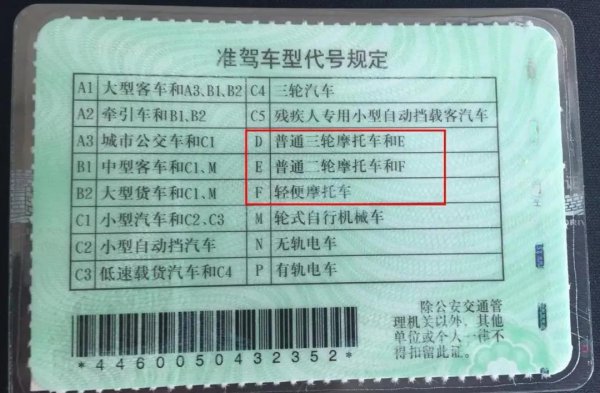 准驾车型代号规定
A1 大型客车和A3、B1、B2 C4 三轮汽车
A2 牵引车和B1、B2 C5 残疾人专用小型自动挡载客汽车
A3 城市公交车和C1 D 普通三轮摩托车和E
B1 中型客车和C1、M E 普通二轮摩托车和F
B2 大型货车和C1、M F 轻便摩托车
C1 小型汽车和C2、C3 M 轮式自行机械车
C2 小型自动挡汽车 N 无轨电车
C3 低速载货汽车和C4 P 有轨电车
除公安交通管
理机关以外，其他
单位或个人一律不
得扣留此证。
*4460050432352*